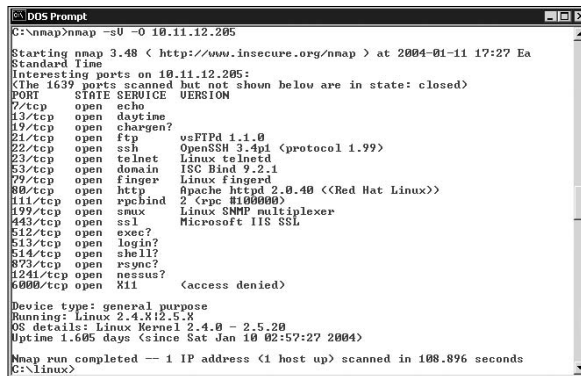 DOS Prompt
C:\nmap>nmap -sV -O 10.11.12.205
Starting nmap 3.48 ( http://www.insecure.org/nmap ) at 2004-01-11 17:27 Ea
Standard Time
Interesting ports on 10.11.12.205:
(The 1639 ports scanned but not shown below are in state: closed)
PORT STATE SERVICE VERSION
7/tcp open echo
13/tcp open daytime
19/tcp open chargen?
21/tcp open ftp vsFTPd 1.1.0
22/tcp open ssh OpenSSH 3.4p1 (protocol 1.99)
23/tcp open telnet Linux telnetd
53/tcp open domain ISC Bind 9.2.1
79/tcp open finger Linux fingerd
80/tcp open http Apache httpd 2.0.40 ((Red Hat Linux))
111/tcp open rpcbind 2 (rpc #100000)
199/tcp open smux Linux SNMP multiplexer
443/tcp open ssl Microsoft IIS SSL
512/tcp open exec?
513/tcp open login?
514/tcp open shell?
873/tcp open rsync?
1241/tcp open nessus?
6000/tcp open X11 (access denied)
Device type: general purpose
Running: Linux 2.4.X|2.5.X
OS details: Linux Kernel 2.4.0 - 2.5.20
Uptime 1.605 days (since Sat Jan 10 02:57:27 2004)
Nmap run completed -- 1 IP address (1 host up) scanned in 108.896 seconds
C:\linux>